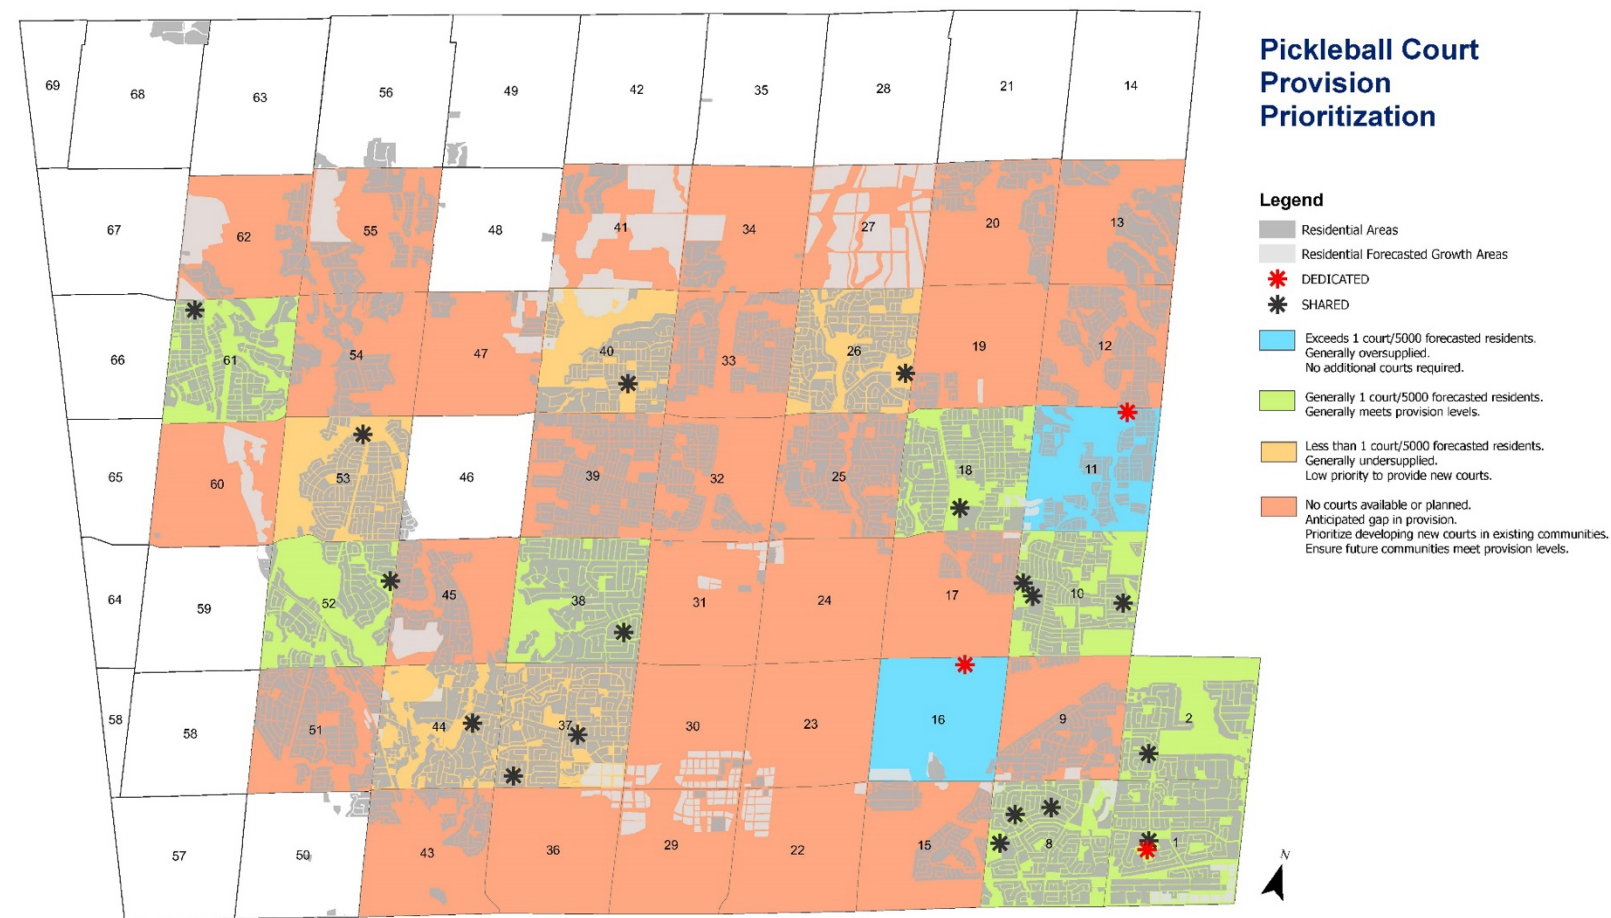 Pickleball Court
Provision
Prioritization
Legend
Residential Areas
Residential Forecasted Growth Areas
DEDICATED
SHARED
Exceeds 1 court/5000 forecasted residents.
Generally oversupplied.
No additional courts required.
Generally 1 court/5000 forecasted residents.
Generally meets provision levels.
Less than 1 court/5000 forecasted residents.
Generally undersupplied.
Low priority to provide new courts.
No courts available or planned.
Anticipated gap in provision.
Prioritize developing new courts in existing communities.
Ensure future communities meet provision levels.
69 68 63 56 49 42 35 28 21 14
67 62 55 48 41 34 27 20 13
66 61 54 47 40 33 26 19 12
65 60 53 46 39 32 25 18 11
64 59 52 45 38 31 24 17 10
58 58 51 44 37 30 23 16 9 2
57 50 43 36 29 22 15 8 1
N